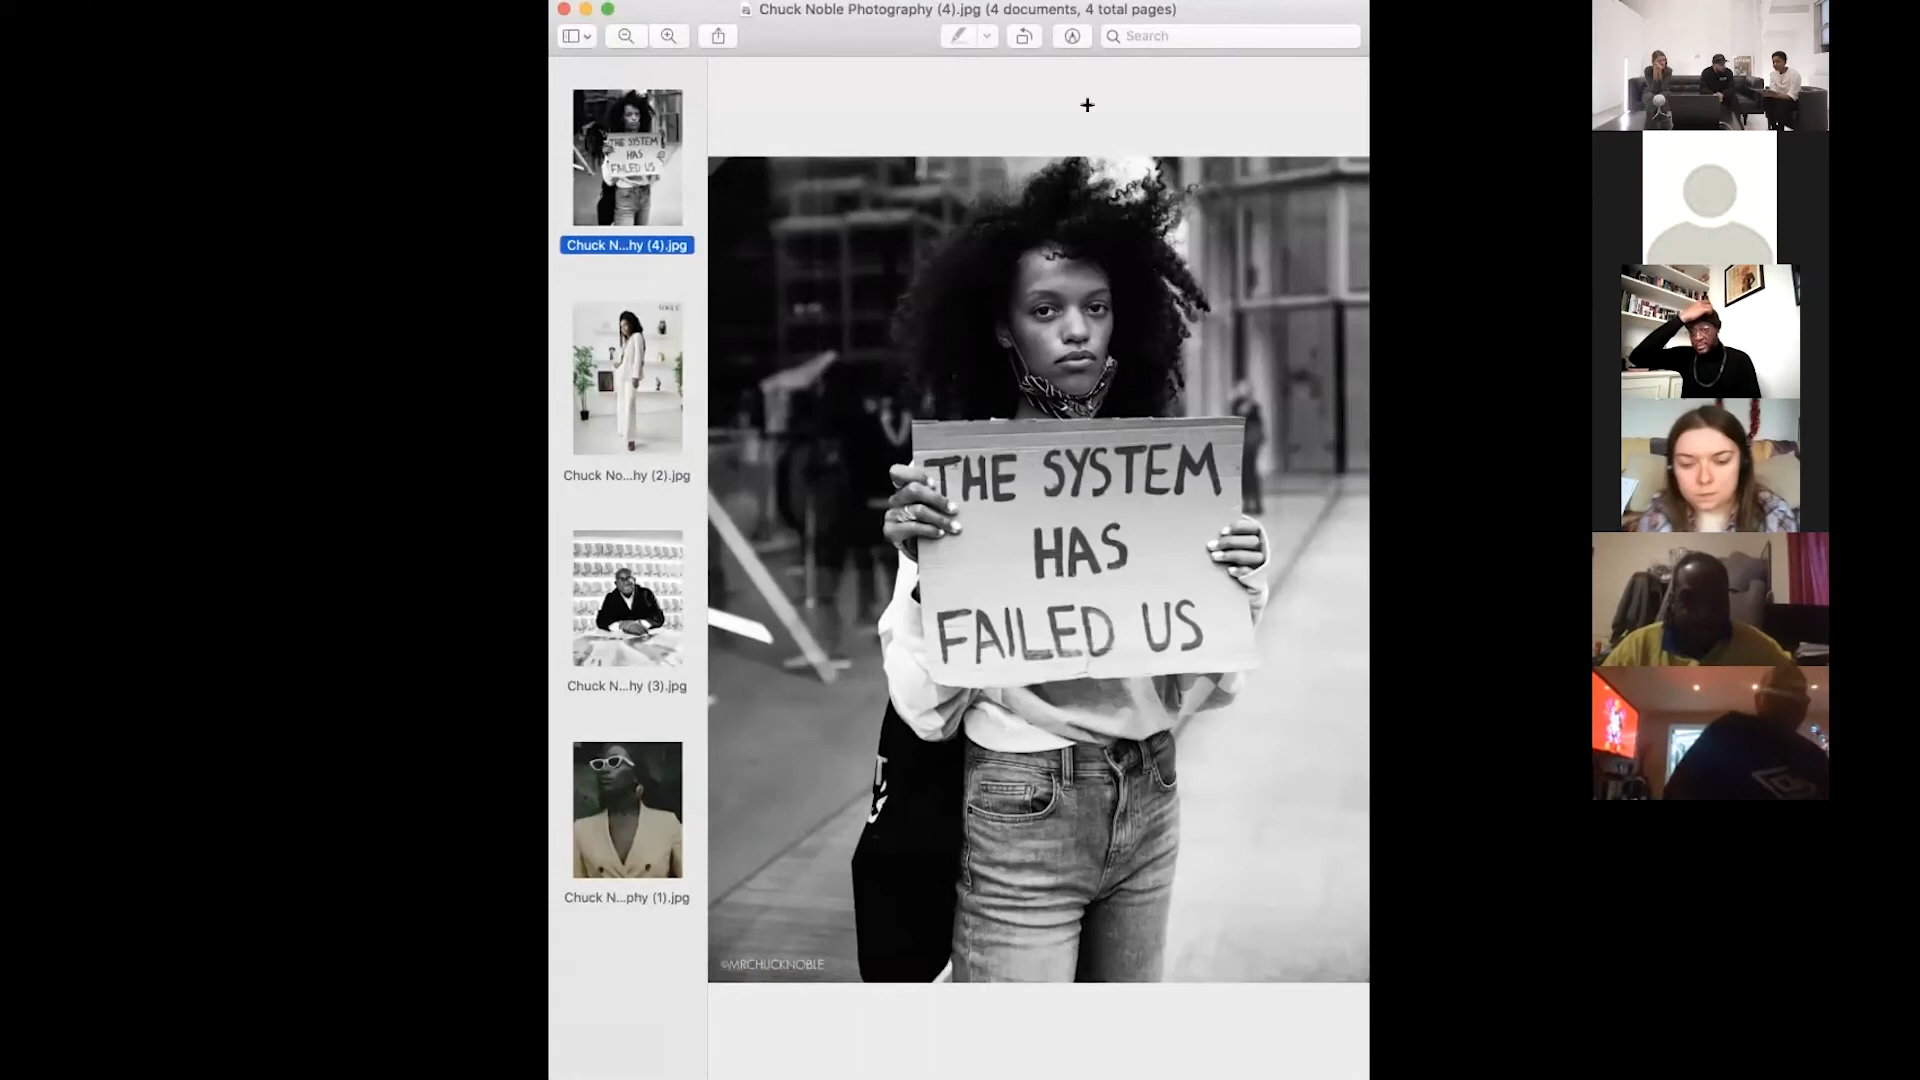 Chuck Noble Photography (4).jpg (4 documents, 4 total pages)
Search
Chuck N...hy (4).jpg
VOGUE
Chuck No...hy (2).jpg
Chuck N...hy (3).jpg
Chuck N...phy (1).jpg
THE SYSTEM
HAS
FAILED US
©MRCHUCKNOBLE